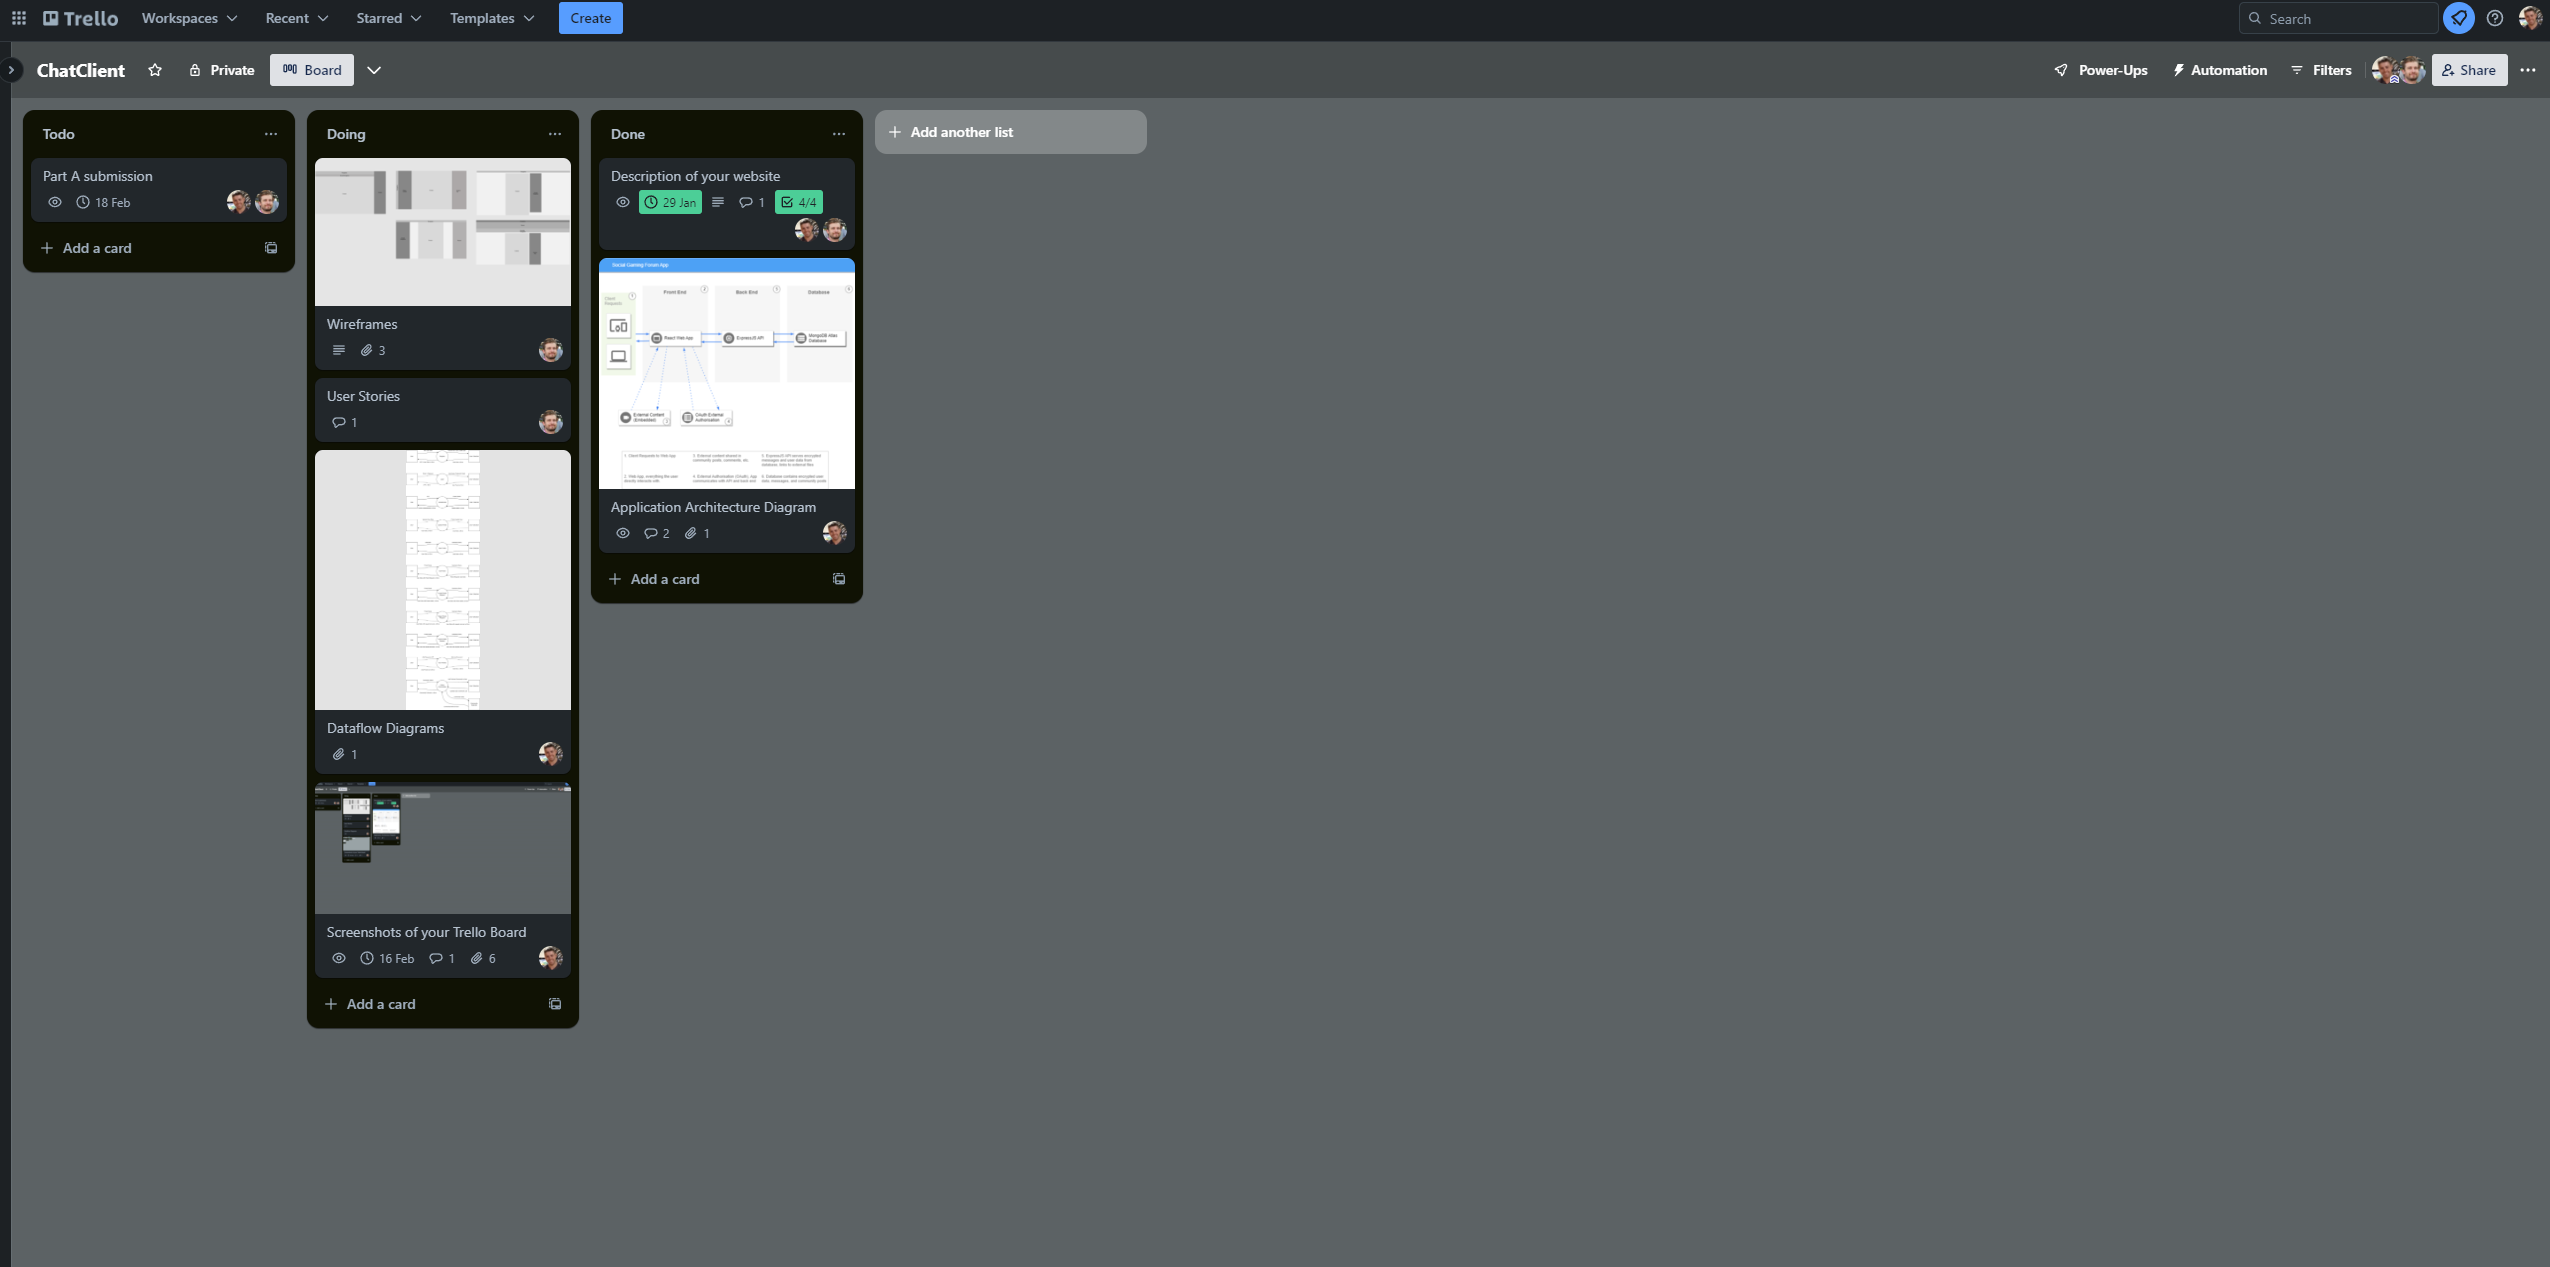 Trello
Workspaces
Recent
Starred
Templates
Create
Search
ChatClient
Private
Board
Power-Ups
Automation
Filters
Share
Todo
Part A submission
18 Feb
Add a card
Doing
Wireframes
3
User Stories
1
Dataflow Diagrams
1
Screenshots of your Trello Board
16 Feb
1
6
Add a card
Done
Description of your website
29 Jan
1
4/4
Social Gaming Forum App
Front End
Back End
Database
React Web App
ExpressJS API
MongoDB Atlas
Database
External Content
(Embedded)
OAuth External
Authorisation
Application Architecture Diagram
2
1
Add a card
Add another list